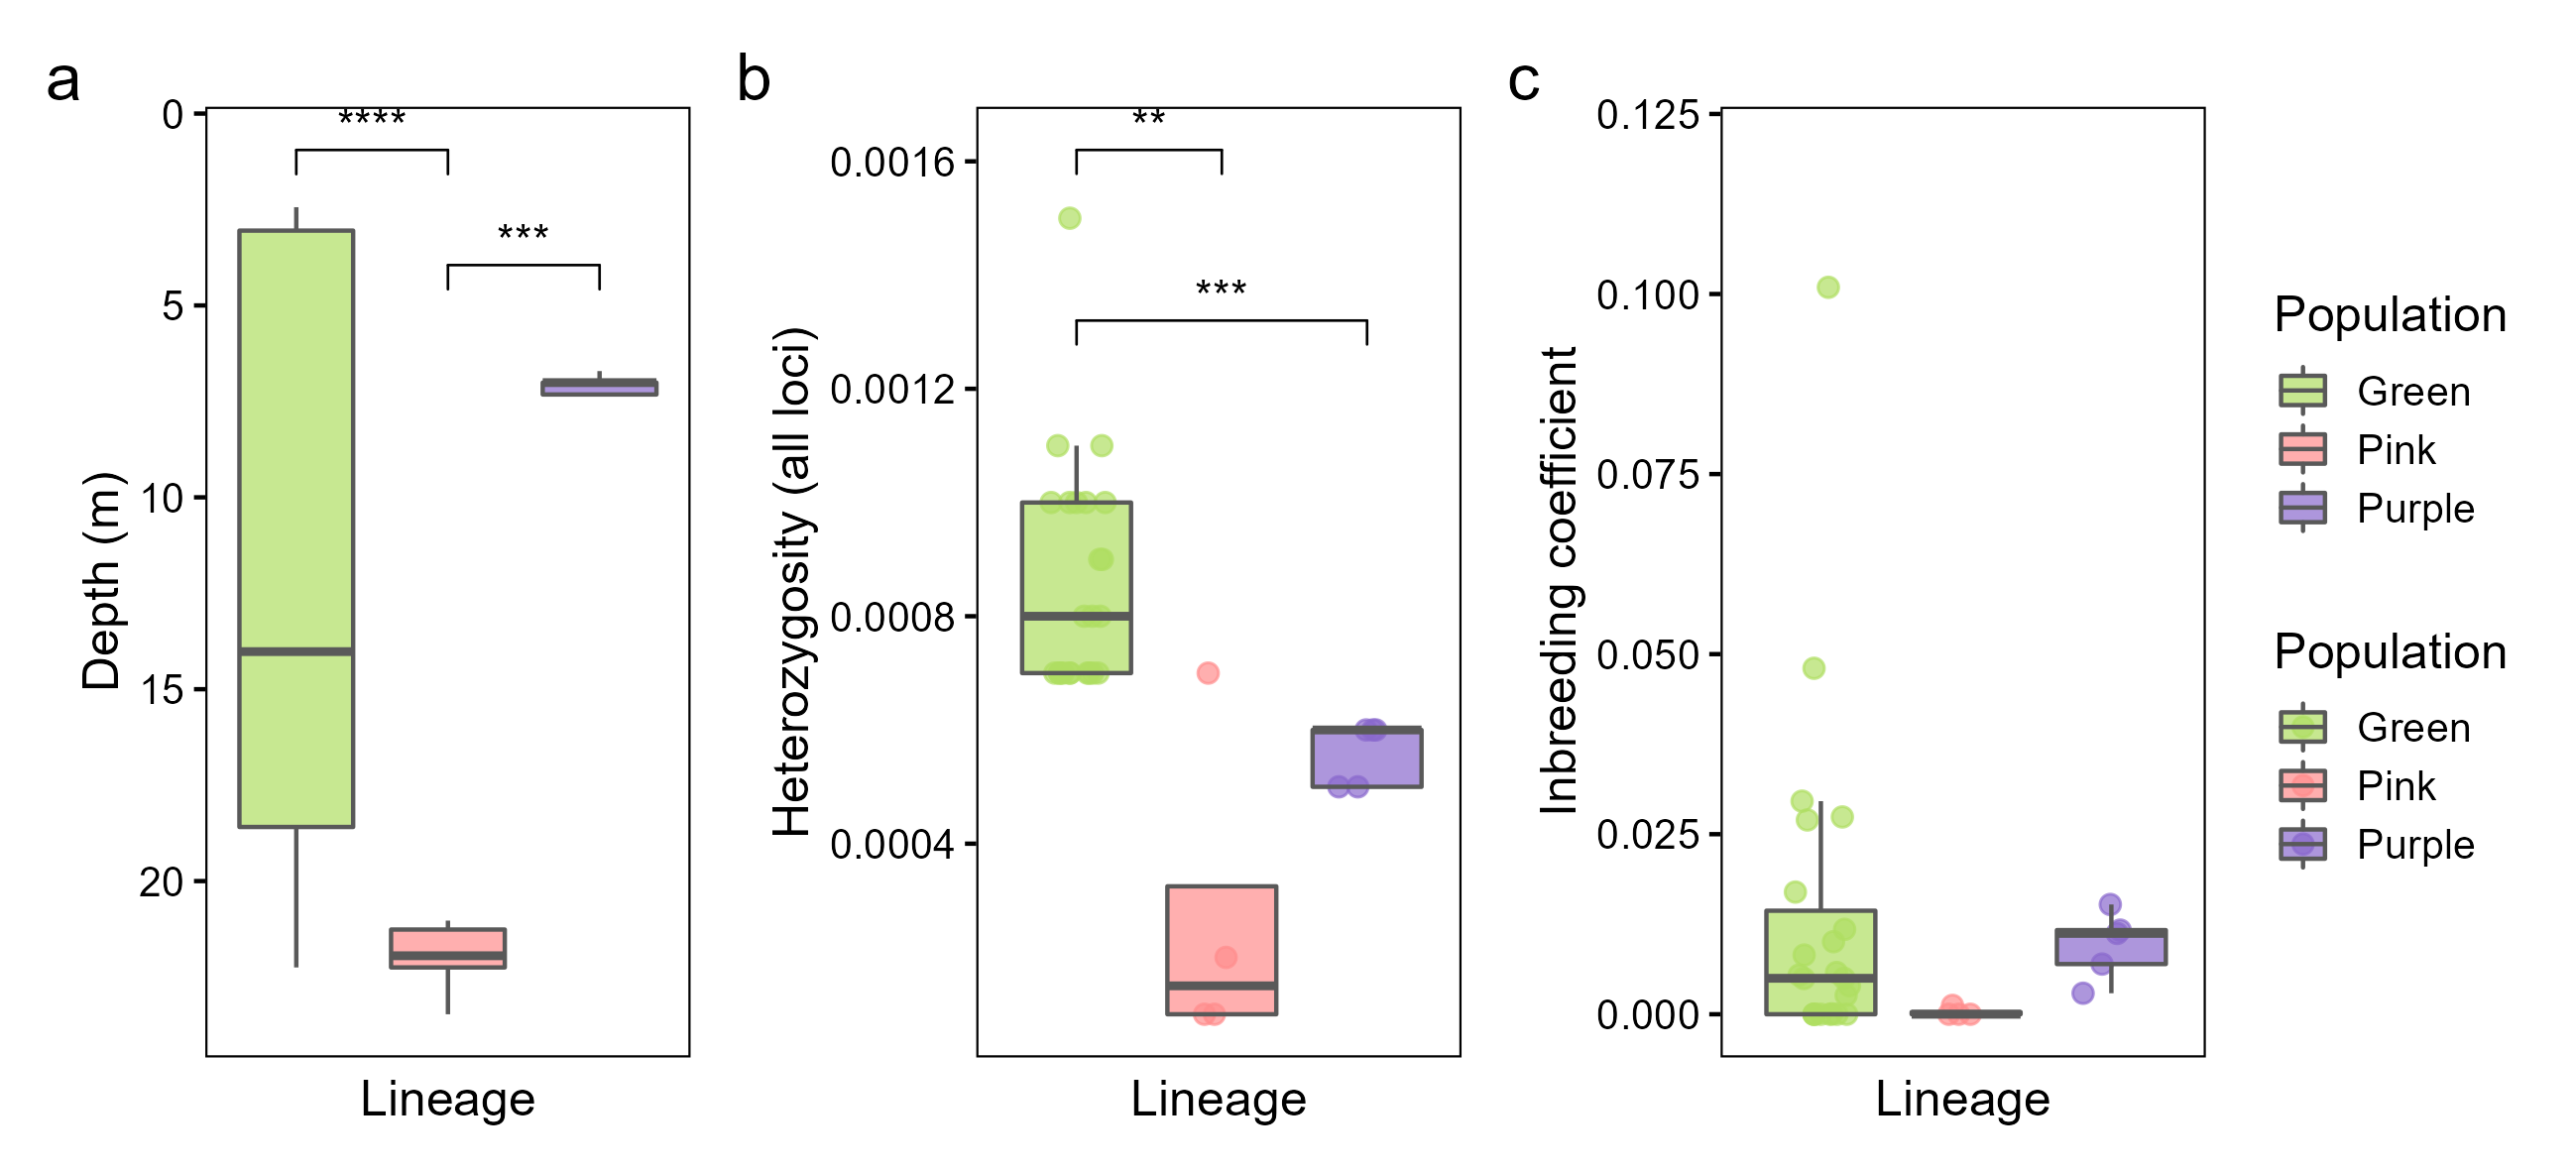 a
b
c
0
5
10
15
20
Depth (m)
****
***
Lineage
0.0016
0.0012
0.0008
0.0004
Heterozygosity (all loci)
**
***
Lineage
0.125
0.100
0.075
0.050
0.025
0.000
Inbreeding coefficient
Lineage
Population
Green
Pink
Purple
Population
Green
Pink
Purple